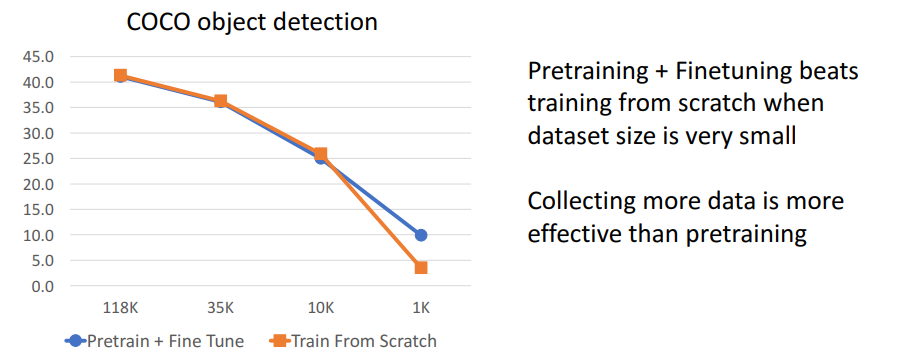 COCO object detection
45.0
40.0
35.0
30.0
25.0
20.0
15.0
10.0
5.0
0.0
118K 35K 10K 1K
Pretrain + Fine Tune Train From Scratch
Pretraining + Finetuning beats
training from scratch when
dataset size is very small
Collecting more data is more
effective than pretraining